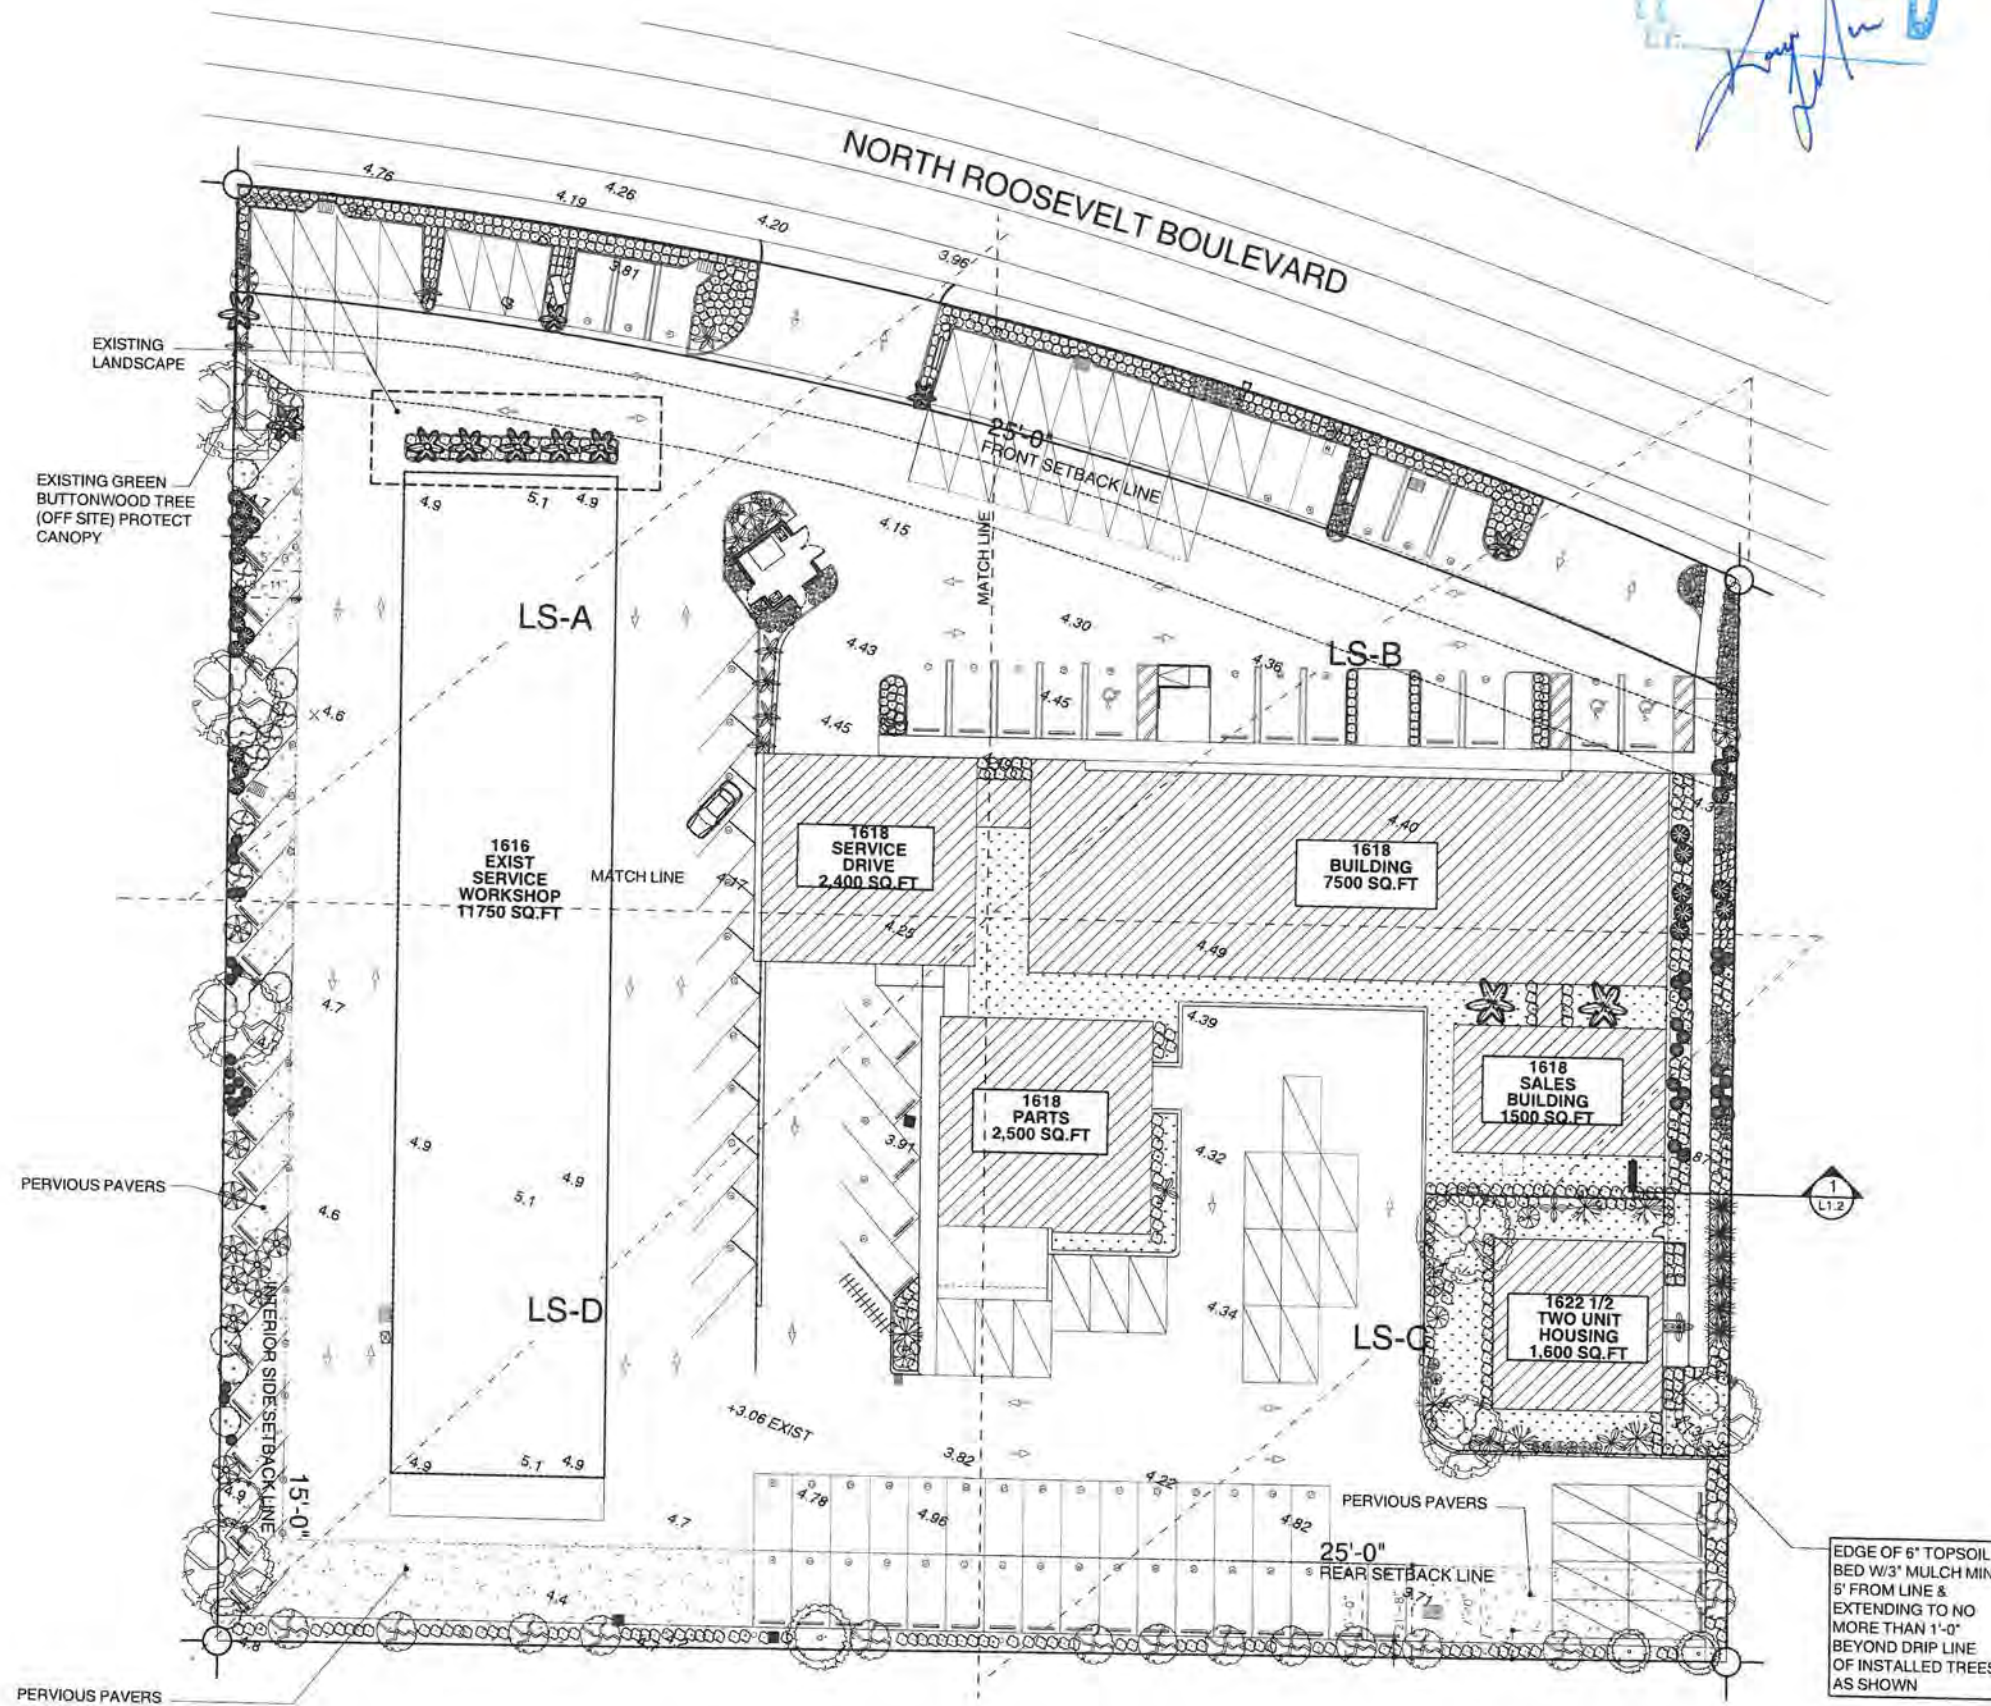 NORTH ROOSEVELT BOULEVARD
4.76
4.19
4.26
4.20
3.96
3.81
EXISTING
LANDSCAPE
EXISTING GREEN
BUTTONWOOD TREE
(OFF SITE) PROTECT
CANOPY
25'-0"
FRONT SETBACK LINE
MATCH LINE
4.7
4.9
5.1
4.9
4.15
LS-A
4.30
4.43
LS-B
4.36
4.45
4.45
4.6
1616
EXIST
SERVICE
WORKSHOP
11750 SQ.FT
MATCH LINE
4.17
1618
SERVICE
DRIVE
2,400 SQ.FT
4.40
1618
BUILDING
7500 SQ.FT
4.25
4.49
4.7
4.39
1618
SALES
BUILDING
1500 SQ.FT
1618
PARTS
2,500 SQ.FT
3.91
4.9
5.1
4.9
4.32
PERVIOUS PAVERS
4.6
1
L1.2
INTERIOR SIDE SETBACK LINE
15'-0"
LS-D
4.34
LS-C
1622 1/2
TWO UNIT
HOUSING
1,600 SQ.FT
+3.06 EXIST
4.9
5.1
4.9
3.82
4.22
4.9
4.78
4.96
4.82
4.7
PERVIOUS PAVERS
25'-0"
REAR SETBACK LINE
3.71
4.4
4.8
PERVIOUS PAVERS
EDGE OF 6" TOPSOIL
BED W/3" MULCH MIN
5' FROM LINE &
EXTENDING TO NO
MORE THAN 1'-0"
BEYOND DRIP LINE
OF INSTALLED TREES
AS SHOWN